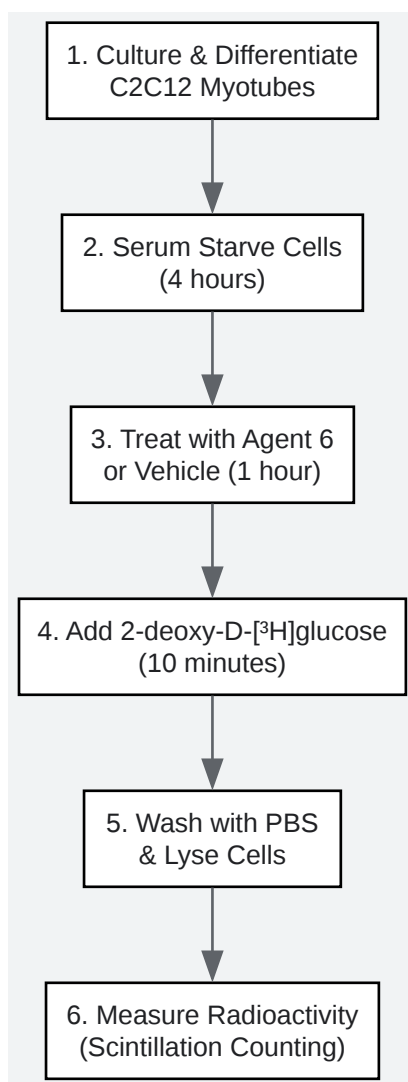 1. Culture & Differentiate
C2C12 Myotubes
2. Serum Starve Cells
(4 hours)
3. Treat with Agent 6
or Vehicle (1 hour)
4. Add 2-deoxy-D-[³H]glucose
(10 minutes)
5. Wash with PBS
& Lyse Cells
6. Measure Radioactivity
(Scintillation Counting)